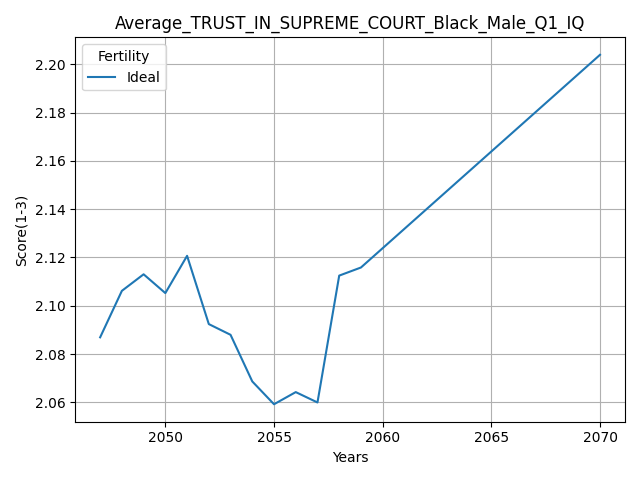 Average_TRUST_IN_SUPREME_COURT_Black_Male_Q1_IQ
Fertility
Ideal
2.20
2.18
2.16
2.14
2.12
2.10
2.08
2.06
Score(1-3)
2050
2055
2060
2065
2070
Years